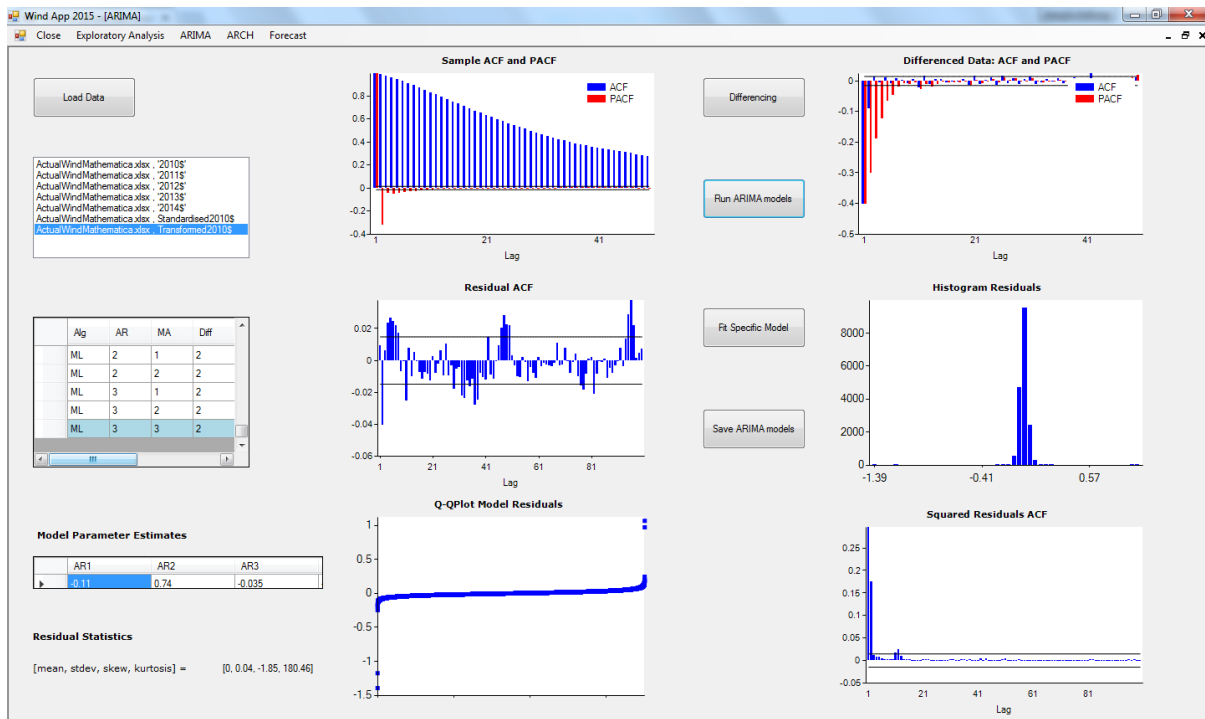 Wind App 2015 - [ARIMA]
Close Exploratory Analysis ARIMA ARCH Forecast
Load Data
ActualWindMathematica.xlsx , '2010$'
ActualWindMathematica.xlsx , '2011$'
ActualWindMathematica.xlsx , '2012$'
ActualWindMathematica.xlsx , '2013$'
ActualWindMathematica.xlsx , '2014$'
ActualWindMathematica.xlsx , Standardised2010$
ActualWindMathematica.xlsx , Transformed2010$
Sample ACF and PACF
ACF
PACF
0.8
0.6
0.4
0.2
0
-0.2
-0.4
1 21 41
Lag
Differencing
Run ARIMA models
Differenced Data: ACF and PACF
ACF
PACF
0
-0.1
-0.2
-0.3
-0.4
-0.5
1 21 41
Lag
Alg AR MA Diff
ML 2 1 2
ML 2 2 2
ML 3 1 2
ML 3 2 2
ML 3 3 2
Residual ACF
0.02
0
-0.02
-0.04
-0.06
1 21 41 61 81
Lag
Fit Specific Model
Save ARIMA models
Histogram Residuals
8000
6000
4000
2000
0
-1.39 -0.41 0.57
Model Parameter Estimates
AR1 AR2 AR3
-0.11 0.74 -0.035
Residual Statistics
[mean, stdev, skew, kurtosis] = [0, 0.04, -1.85, 180.46]
Q-QPlot Model Residuals
1
0.5
0
-0.5
-1
-1.5
Squared Residuals ACF
0.25
0.2
0.15
0.1
0.05
0
-0.05
1 21 41 61 81
Lag